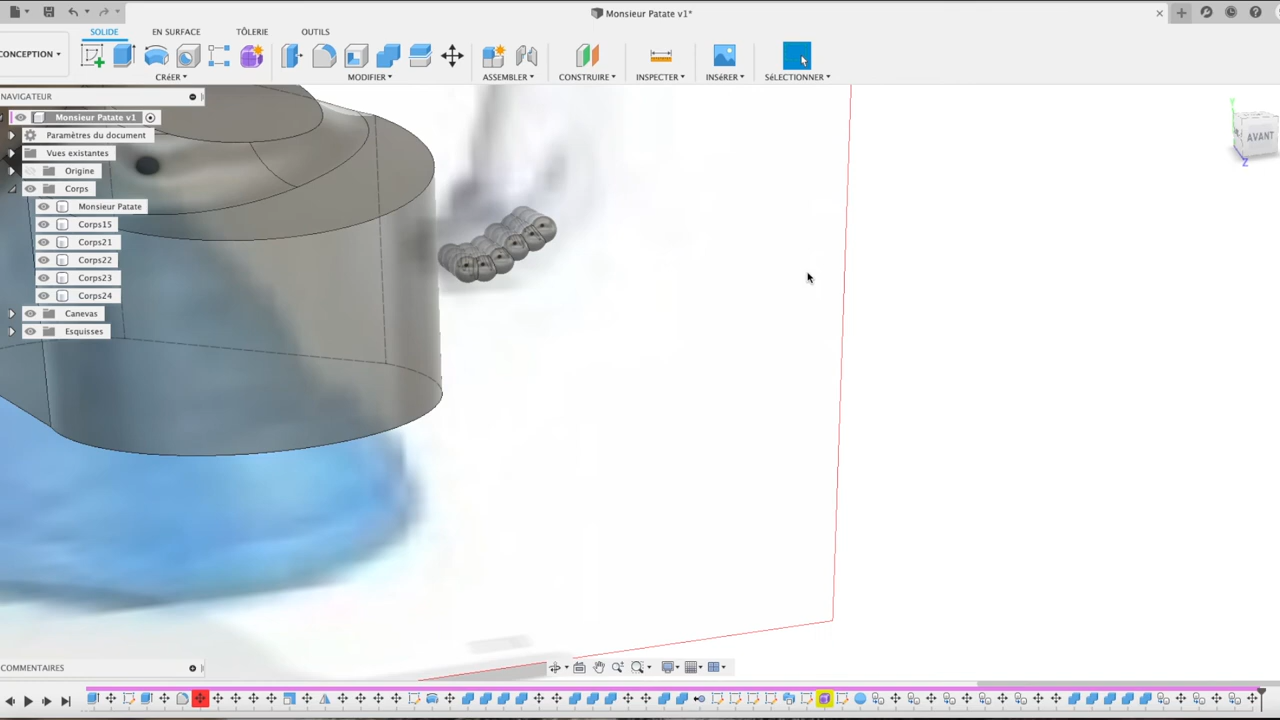 Monsieur Patate v1*
SOLIDE
EN SURFACE
TÔLERIE
OUTILS
CONCEPTION
CRÉER
MODIFIER
ASSEMBLER
CONSTRUIRE
INSPECTER
INSÉRER
SÉLECTIONNER
NAVIGATEUR
Monsieur Patate v1
Paramètres du document
Vues existantes
Origine
Corps
Monsieur Patate
Corps15
Corps21
Corps22
Corps23
Corps24
Canevas
Esquisses
AVANT
Z
COMMENTAIRES